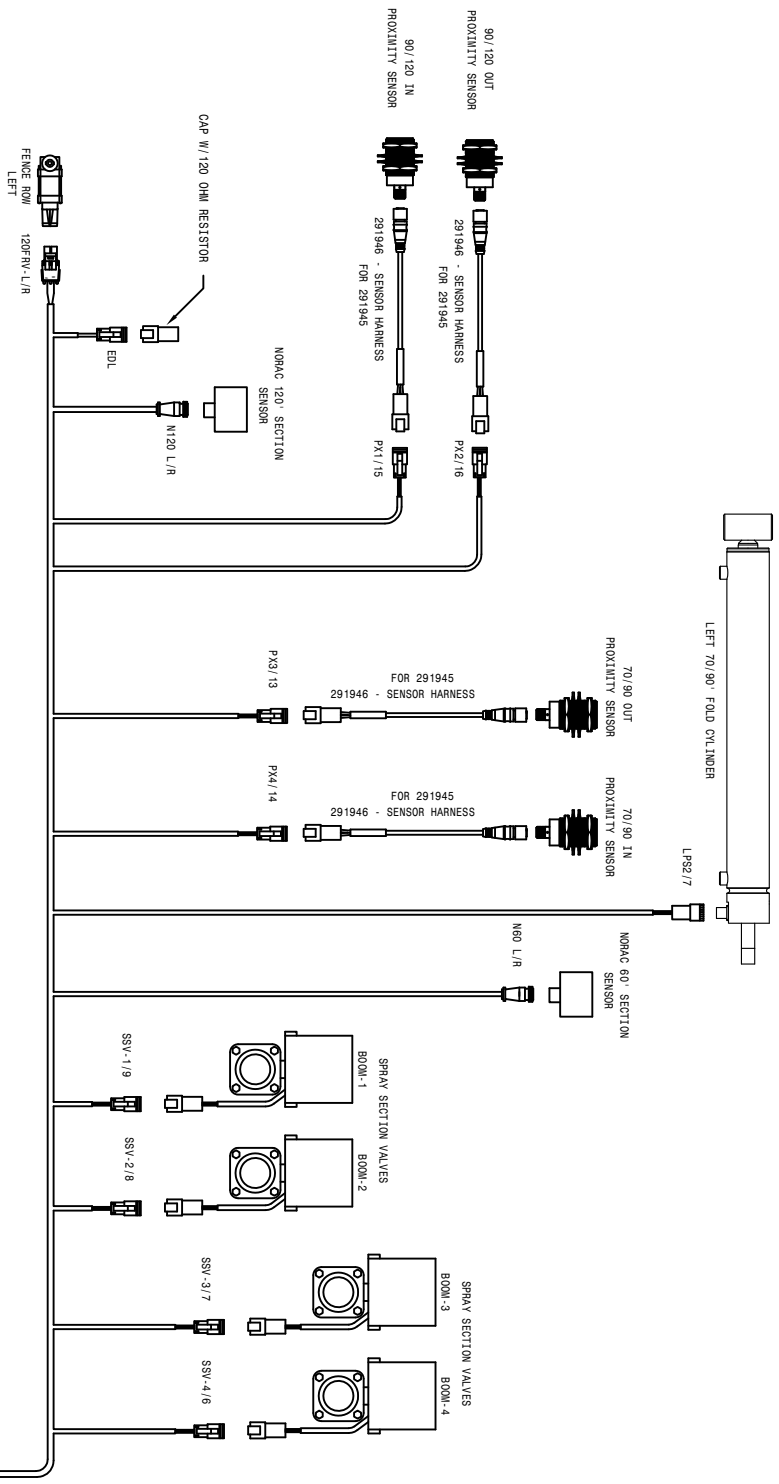 90/120 OUT
PROXIMITY SENSOR
90/120 IN
PROXIMITY SENSOR
291946 - SENSOR HARNESS
FOR 291945
291946 - SENSOR HARNESS
FOR 291945
PX2/16
PX1/15
CAP W/120 OHM RESISTOR
FENCE ROW
LEFT
120FRV-L/R
EDL
NORAC 120' SECTION
SENSOR
N120 L/R
LEFT 70/90' FOLD CYLINDER
LPS2/7
70/90 OUT
PROXIMITY SENSOR
FOR 291945
291946 - SENSOR HARNESS
PX3/13
70/90 IN
PROXIMITY SENSOR
FOR 291945
291946 - SENSOR HARNESS
PX4/14
NORAC 60' SECTION
SENSOR
N60 L/R
SPRAY SECTION VALVES
BOOM-1
BOOM-2
SSV-1/9
SSV-2/8
SPRAY SECTION VALVES
BOOM-3
BOOM-4
SSV-3/7
SSV-4/6